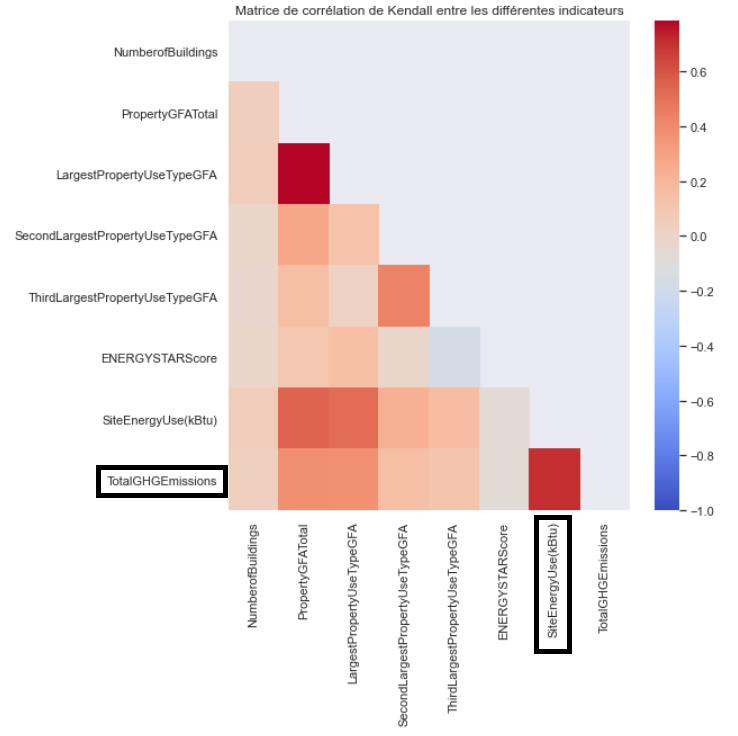 Matrice de corrélation de Kendall entre les différentes indicateurs
NumberofBuildings
PropertyGFATotal
LargestPropertyUseTypeGFA
SecondLargestPropertyUseTypeGFA
ThirdLargestPropertyUseTypeGFA
ENERGYSTARScore
SiteEnergyUse(kBtu)
TotalGHGEmissions
NumberofBuildings
PropertyGFATotal
LargestPropertyUseTypeGFA
SecondLargestPropertyUseTypeGFA
ThirdLargestPropertyUseTypeGFA
ENERGYSTARScore
SiteEnergyUse(kBtu)
TotalGHGEmissions
0.6
0.4
0.2
0.0
−0.2
−0.4
−0.6
−0.8
−1.0